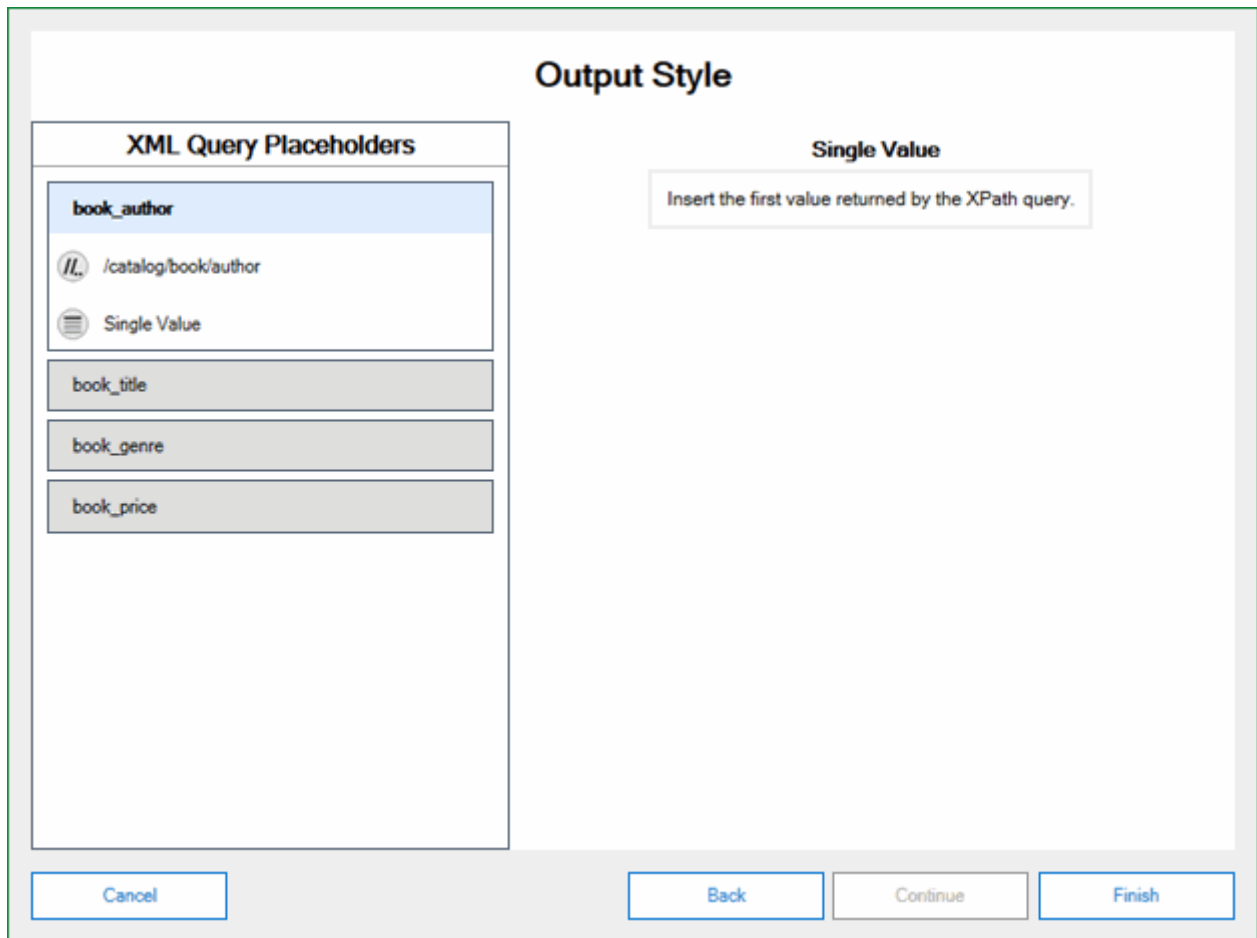 Output Style
XML Query Placeholders
book_author
/catalog/book/author
Single Value
book_title
book_genre
book_price
Single Value
Insert the first value returned by the XPath query.
Cancel
Back
Continue
Finish